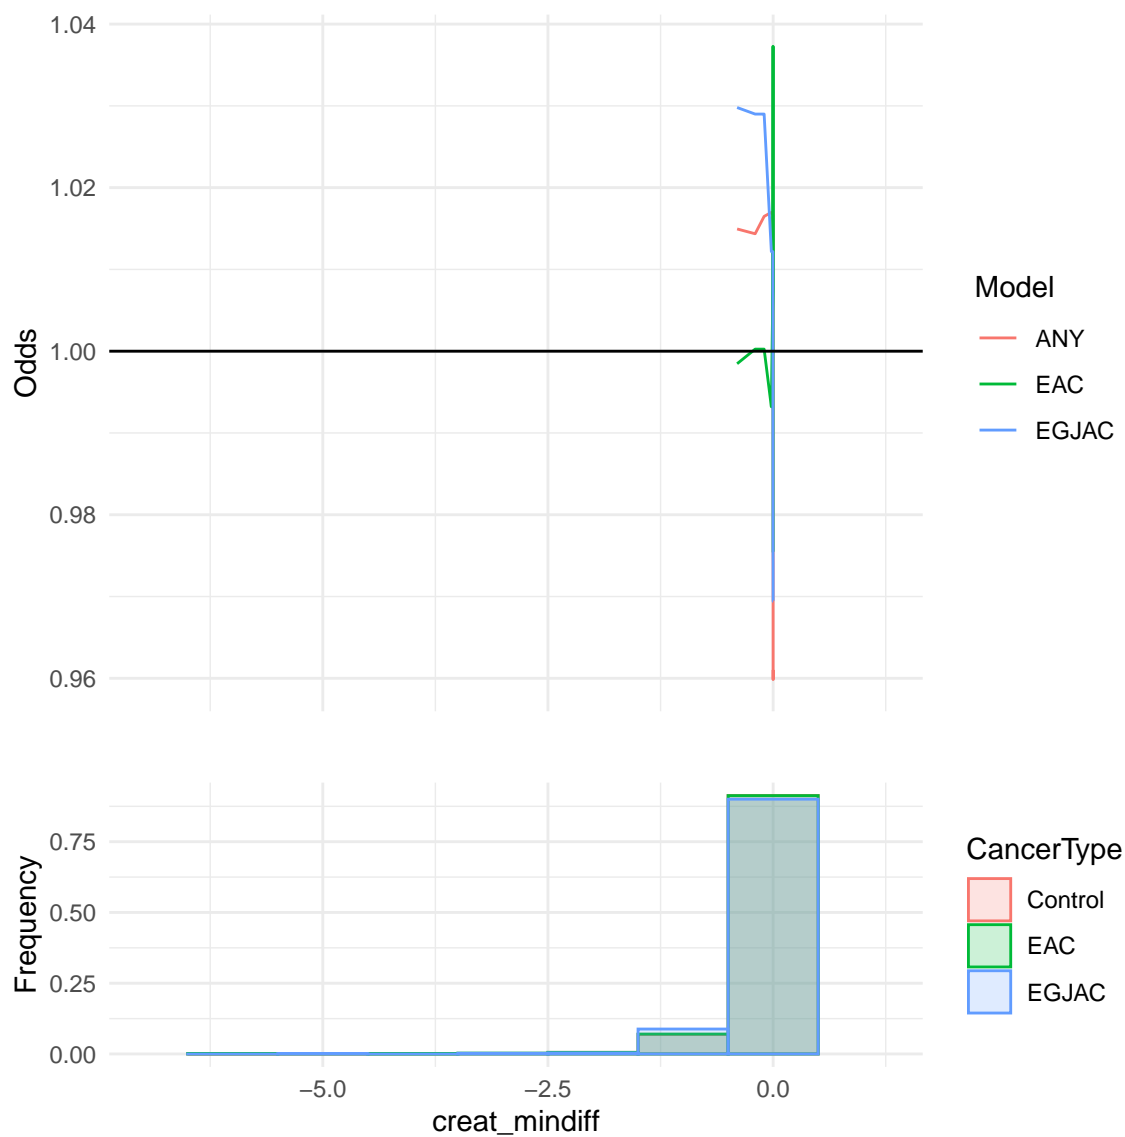 1.04
1.02
1.00
0.98
0.96
Odds
Model
ANY
EAC
EGJAC
0.75
0.50
0.25
0.00
Frequency
−5.0
−2.5
0.0
creat_mindiff
CancerType
Control
EAC
EGJAC